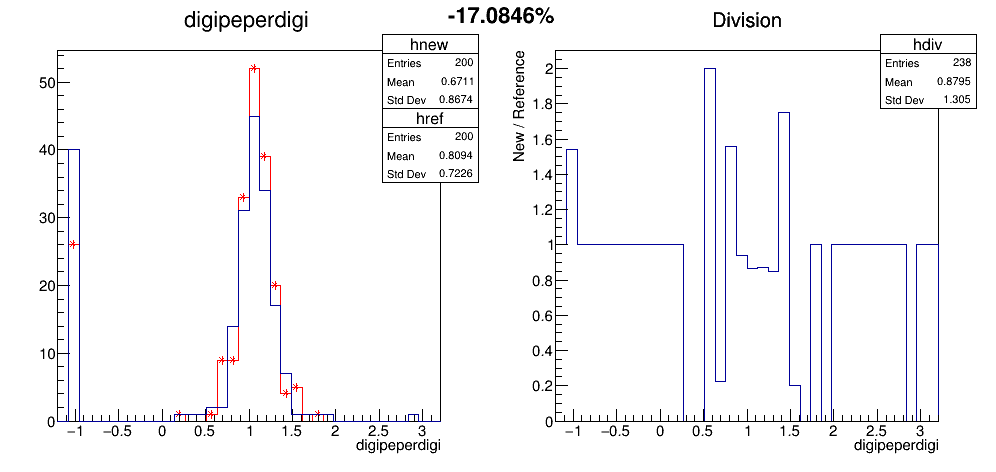 -17.0846%
digipeperdigi
hnew
Entries 200
Mean 0.6711
Std Dev 0.8674
href
Entries 200
Mean 0.8094
Std Dev 0.7226
50
40
30
20
10
0
−1 −0.5 0 0.5 1 1.5 2 2.5 3
digipeperdigi
Division
hdiv
Entries 238
Mean 0.8795
Std Dev 1.305
New / Reference
2
1.8
1.6
1.4
1.2
1
0.8
0.6
0.4
0.2
0
−1 −0.5 0 0.5 1 1.5 2 2.5 3
digipeperdigi